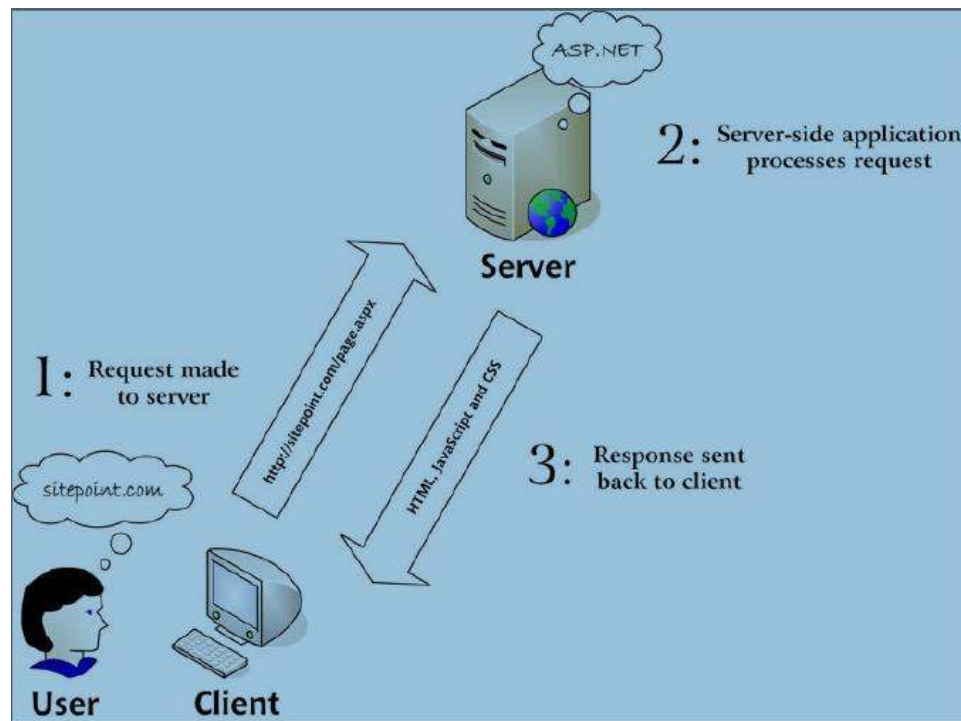 ASP.NET
2: Server-side application
processes request
Server
http://sitepoint.com/page.aspx
1: Request made
to server
HTML, JavaScript and CSS
3: Response sent
back to client
sitepoint.com
User
Client